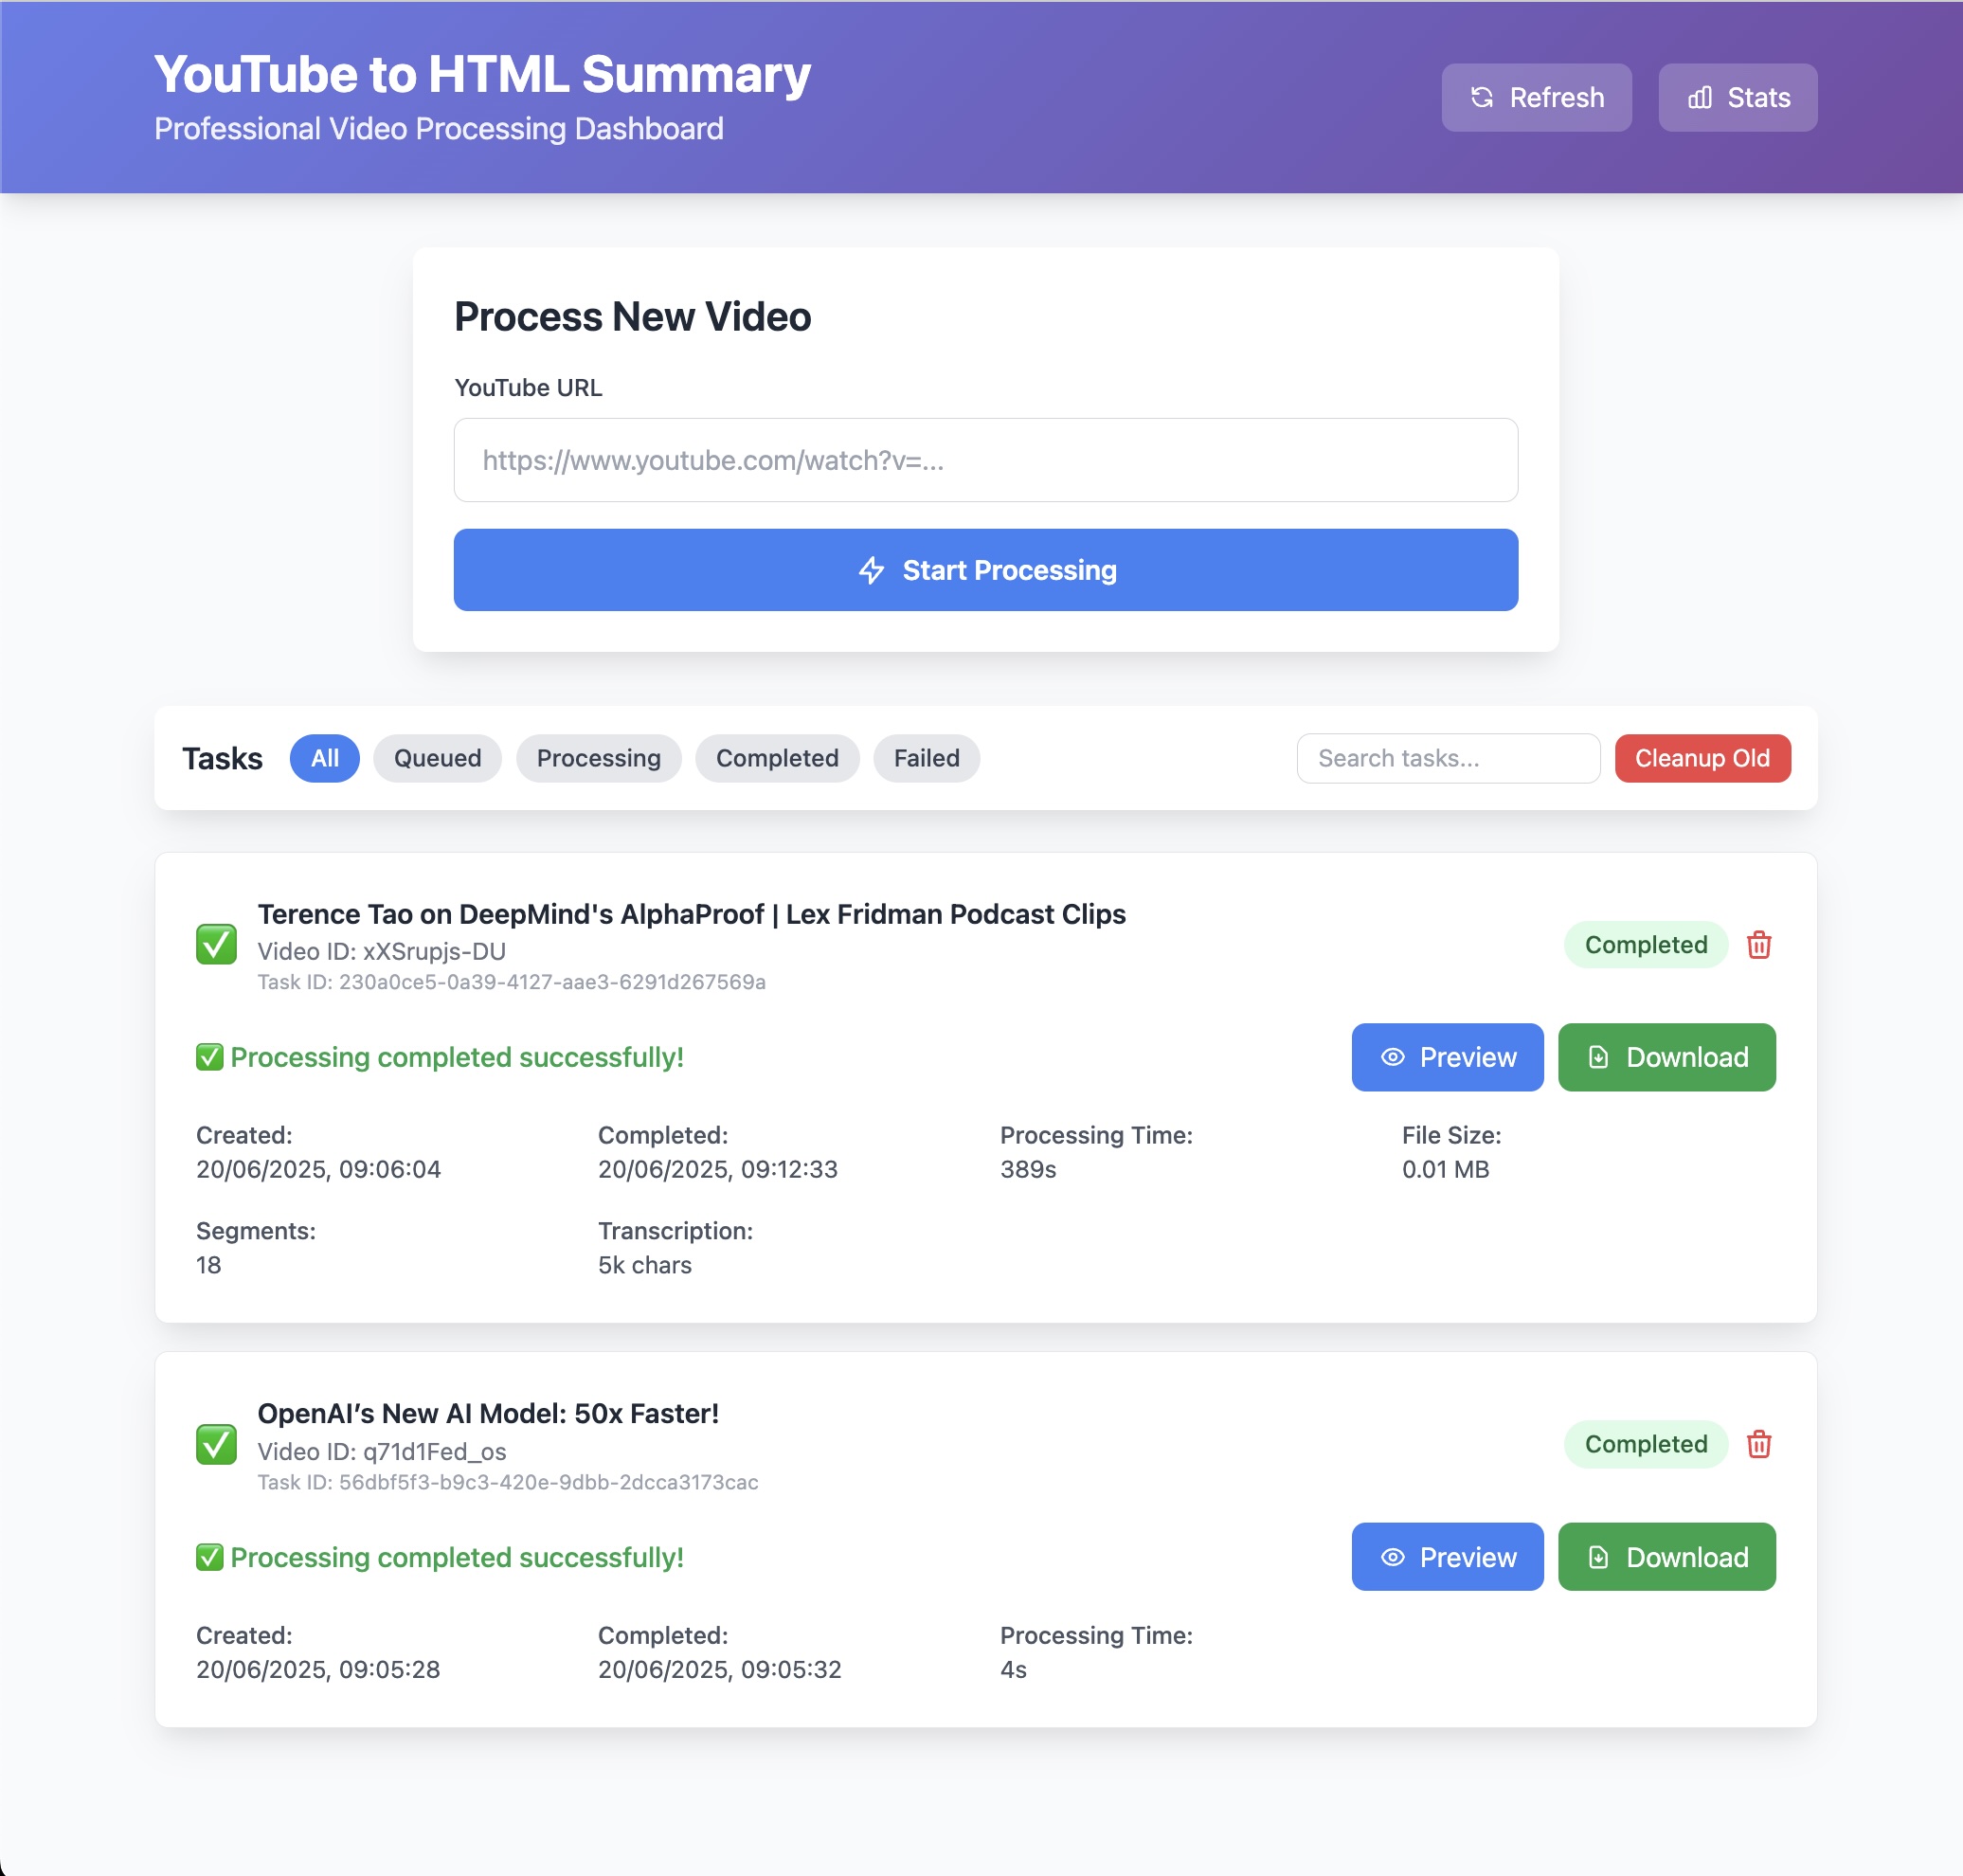 YouTube to HTML Summary
Professional Video Processing Dashboard
Refresh
Stats
Process New Video
YouTube URL
https://www.youtube.com/watch?v=...
Start Processing
Tasks
All
Queued
Processing
Completed
Failed
Search tasks...
Cleanup Old
Terence Tao on DeepMind's AlphaProof | Lex Fridman Podcast Clips
Video ID: xXSrupjs-DU
Task ID: 230a0ce5-0a39-4127-aae3-6291d267569a
Completed
✅ Processing completed successfully!
Preview
Download
Created:
20/06/2025, 09:06:04
Completed:
20/06/2025, 09:12:33
Processing Time:
389s
File Size:
0.01 MB
Segments:
18
Transcription:
5k chars
OpenAI’s New AI Model: 50x Faster!
Video ID: q71d1Fed_os
Task ID: 56dbf5f3-b9c3-420e-9dbb-2dcca3173cac
Completed
✅ Processing completed successfully!
Preview
Download
Created:
20/06/2025, 09:05:28
Completed:
20/06/2025, 09:05:32
Processing Time:
4s